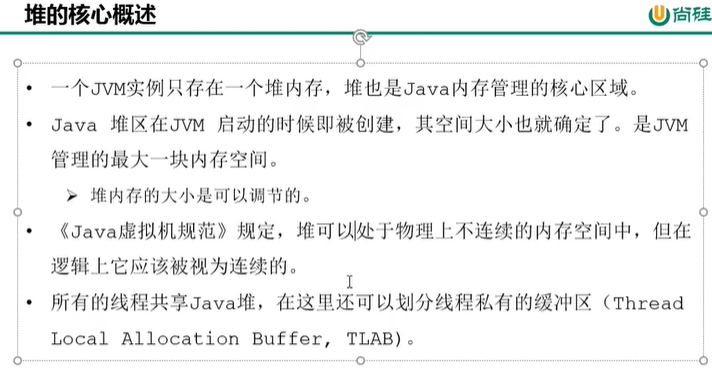 堆的核心概述
尚硅
• 一个JVM实例只存在一个堆内存，堆也是Java内存管理的核心区域。
• Java 堆区在JVM 启动的时候即被创建，其空间大小也就确定了。是JVM
管理的最大一块内存空间。
➢ 堆内存的大小是可以调节的。
• 《Java虚拟机规范》规定，堆可以处于物理上不连续的内存空间中，但在
逻辑上它应该被视为连续的。
• 所有的线程共享Java堆，在这里还可以划分线程私有的缓冲区（Thread
Local Allocation Buffer, TLAB)。